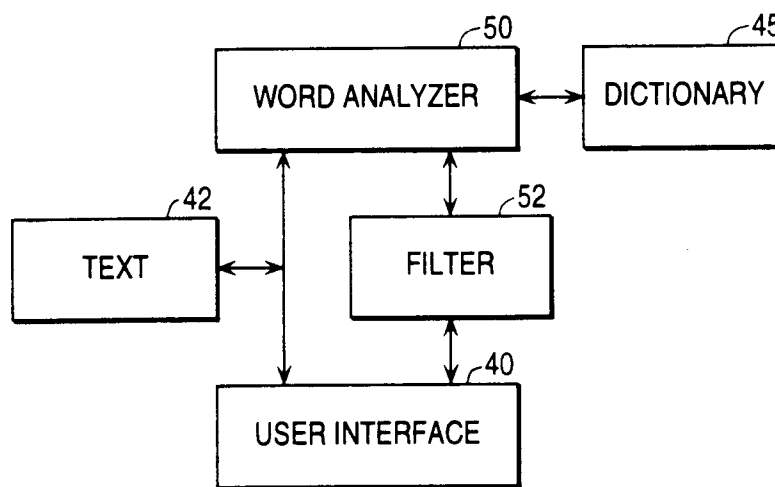 50
WORD ANALYZER
45
DICTIONARY
42
TEXT
52
FILTER
40
USER INTERFACE